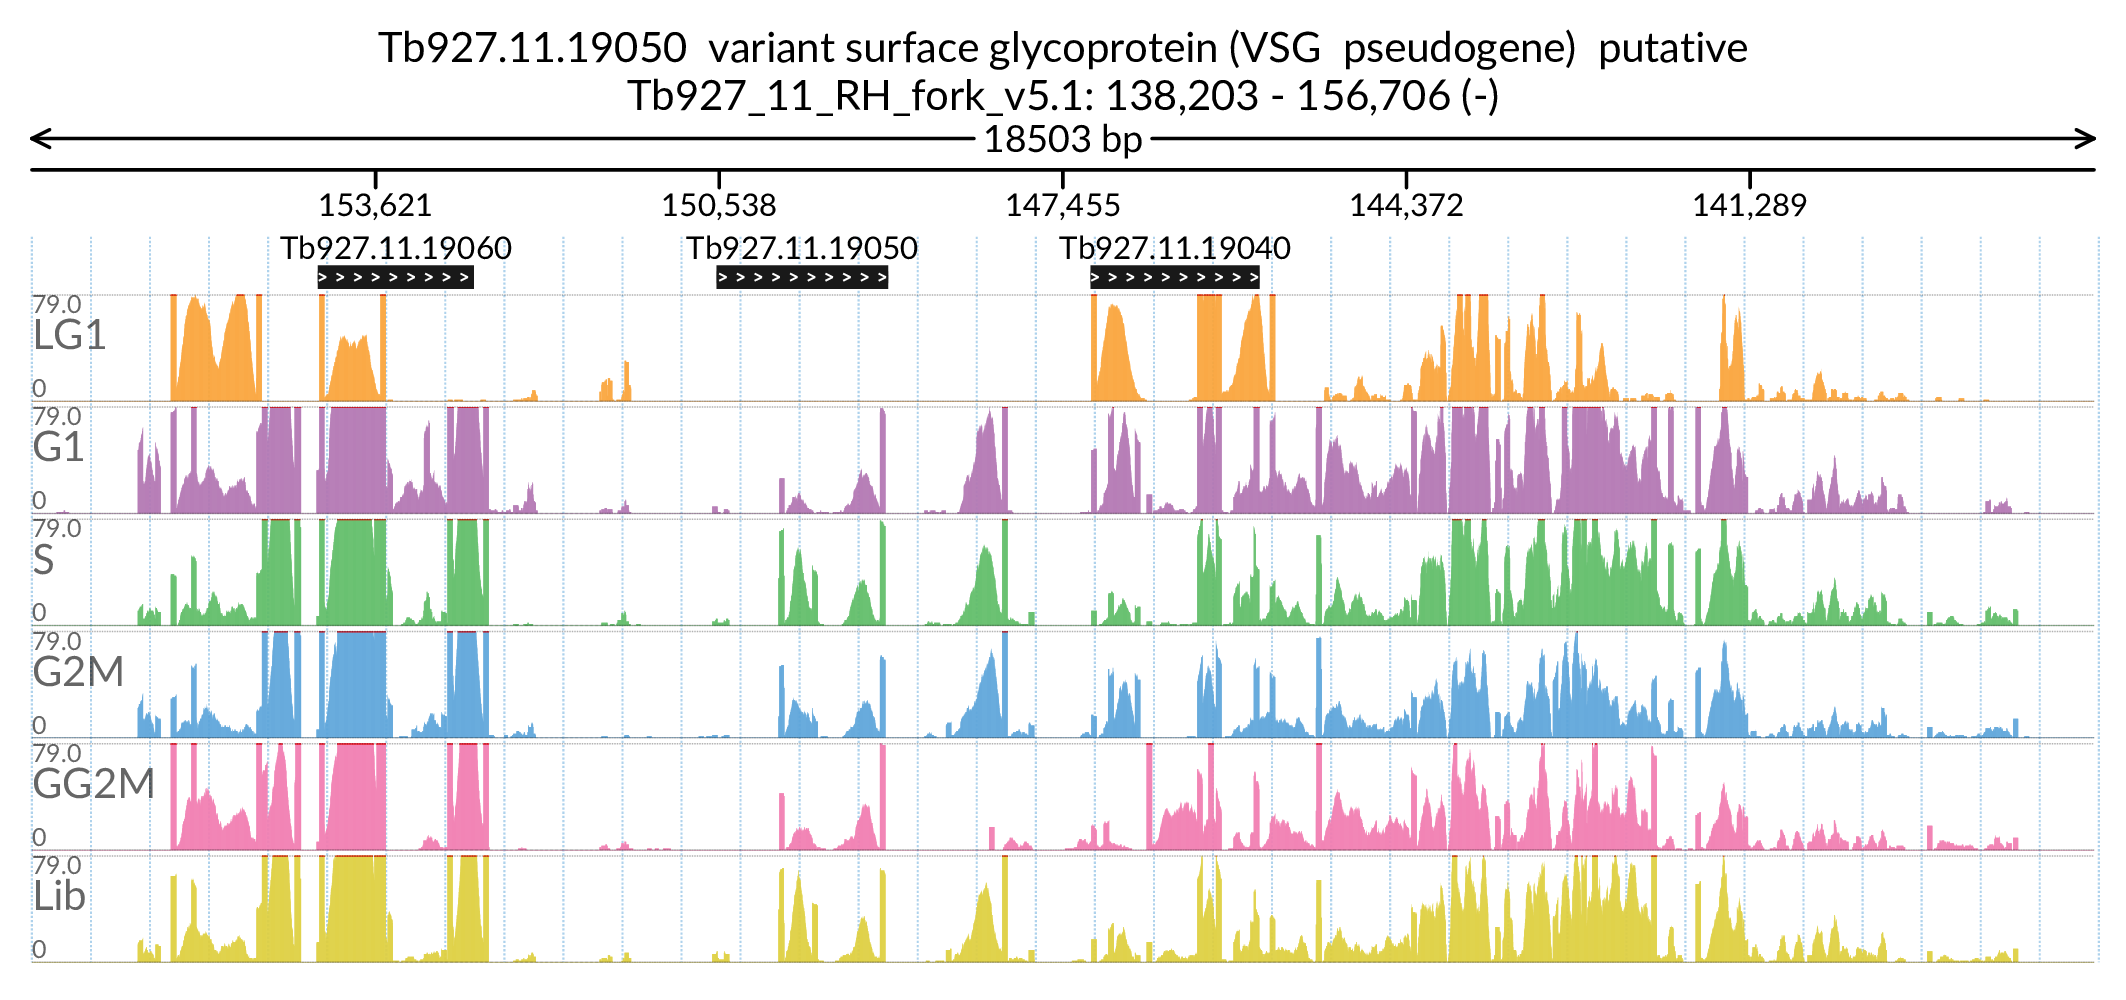 Tb927.11.19050 variant surface glycoprotein (VSG pseudogene) putative
Tb927_11_RH_fork_v5.1: 138,203 - 156,706 (-)
18503 bp
153,621 150,538 147,455 144,372 141,289
Tb927.11.19060 Tb927.11.19050 Tb927.11.19040
> > > > > > > > > > > > > > > > > > > > > > > > > > > > >
79.0
LG1
0
79.0
G1
0
79.0
S
0
79.0
G2M
0
79.0
GG2M
0
79.0
Lib
0